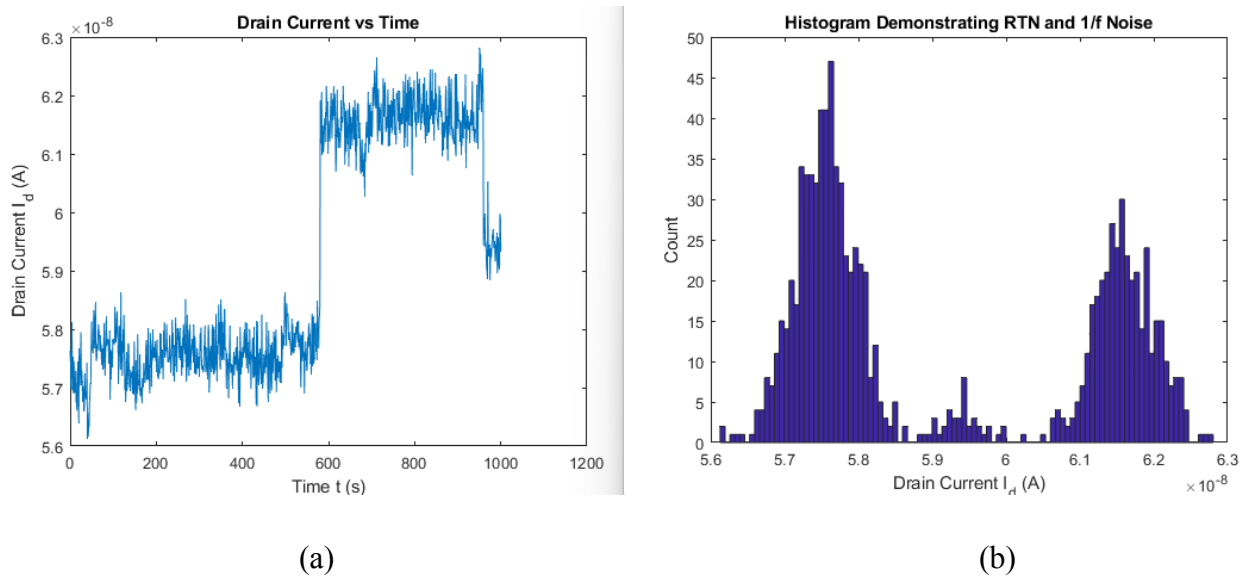 Drain Current vs Time
×10⁻⁸
6.3
6.2
6.1
6
5.9
5.8
5.7
5.6
Drain Current I_d (A)
0 200 400 600 800 1000 1200
Time t (s)
(a)
Histogram Demonstrating RTN and 1/f Noise
50
45
40
35
30
25
20
15
10
5
0
Count
5.6 5.7 5.8 5.9 6 6.1 6.2 6.3
Drain Current I_d (A)
×10⁻⁸
(b)